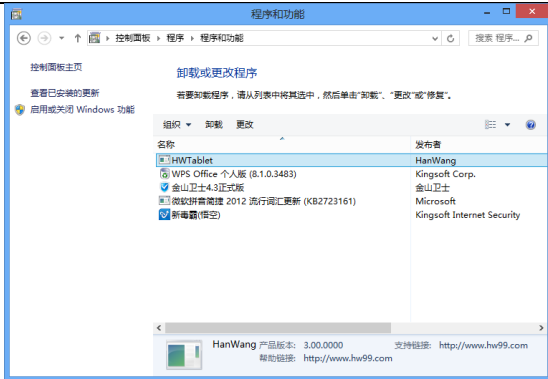 程序和功能
控制面板 程序 程序和功能
搜索 程序...
控制面板主页
查看已安装的更新
启用或关闭 Windows 功能
卸载或更改程序
若要卸载程序，请从列表中将其选中，然后单击"卸载"、"更改"或"修复"。
组织 卸载 更改
名称 发布者
HWTablet HanWang
WPS Office 个人版 (8.1.0.3483) Kingsoft Corp.
金山卫士4.3正式版 金山卫士
微软拼音简捷 2012 流行词汇更新 (KB2723161) Microsoft
新毒霸(悟空) Kingsoft Internet Security
HanWang 产品版本: 3.00.0000 支持链接: http://www.hw99.com
帮助链接: http://www.hw99.com